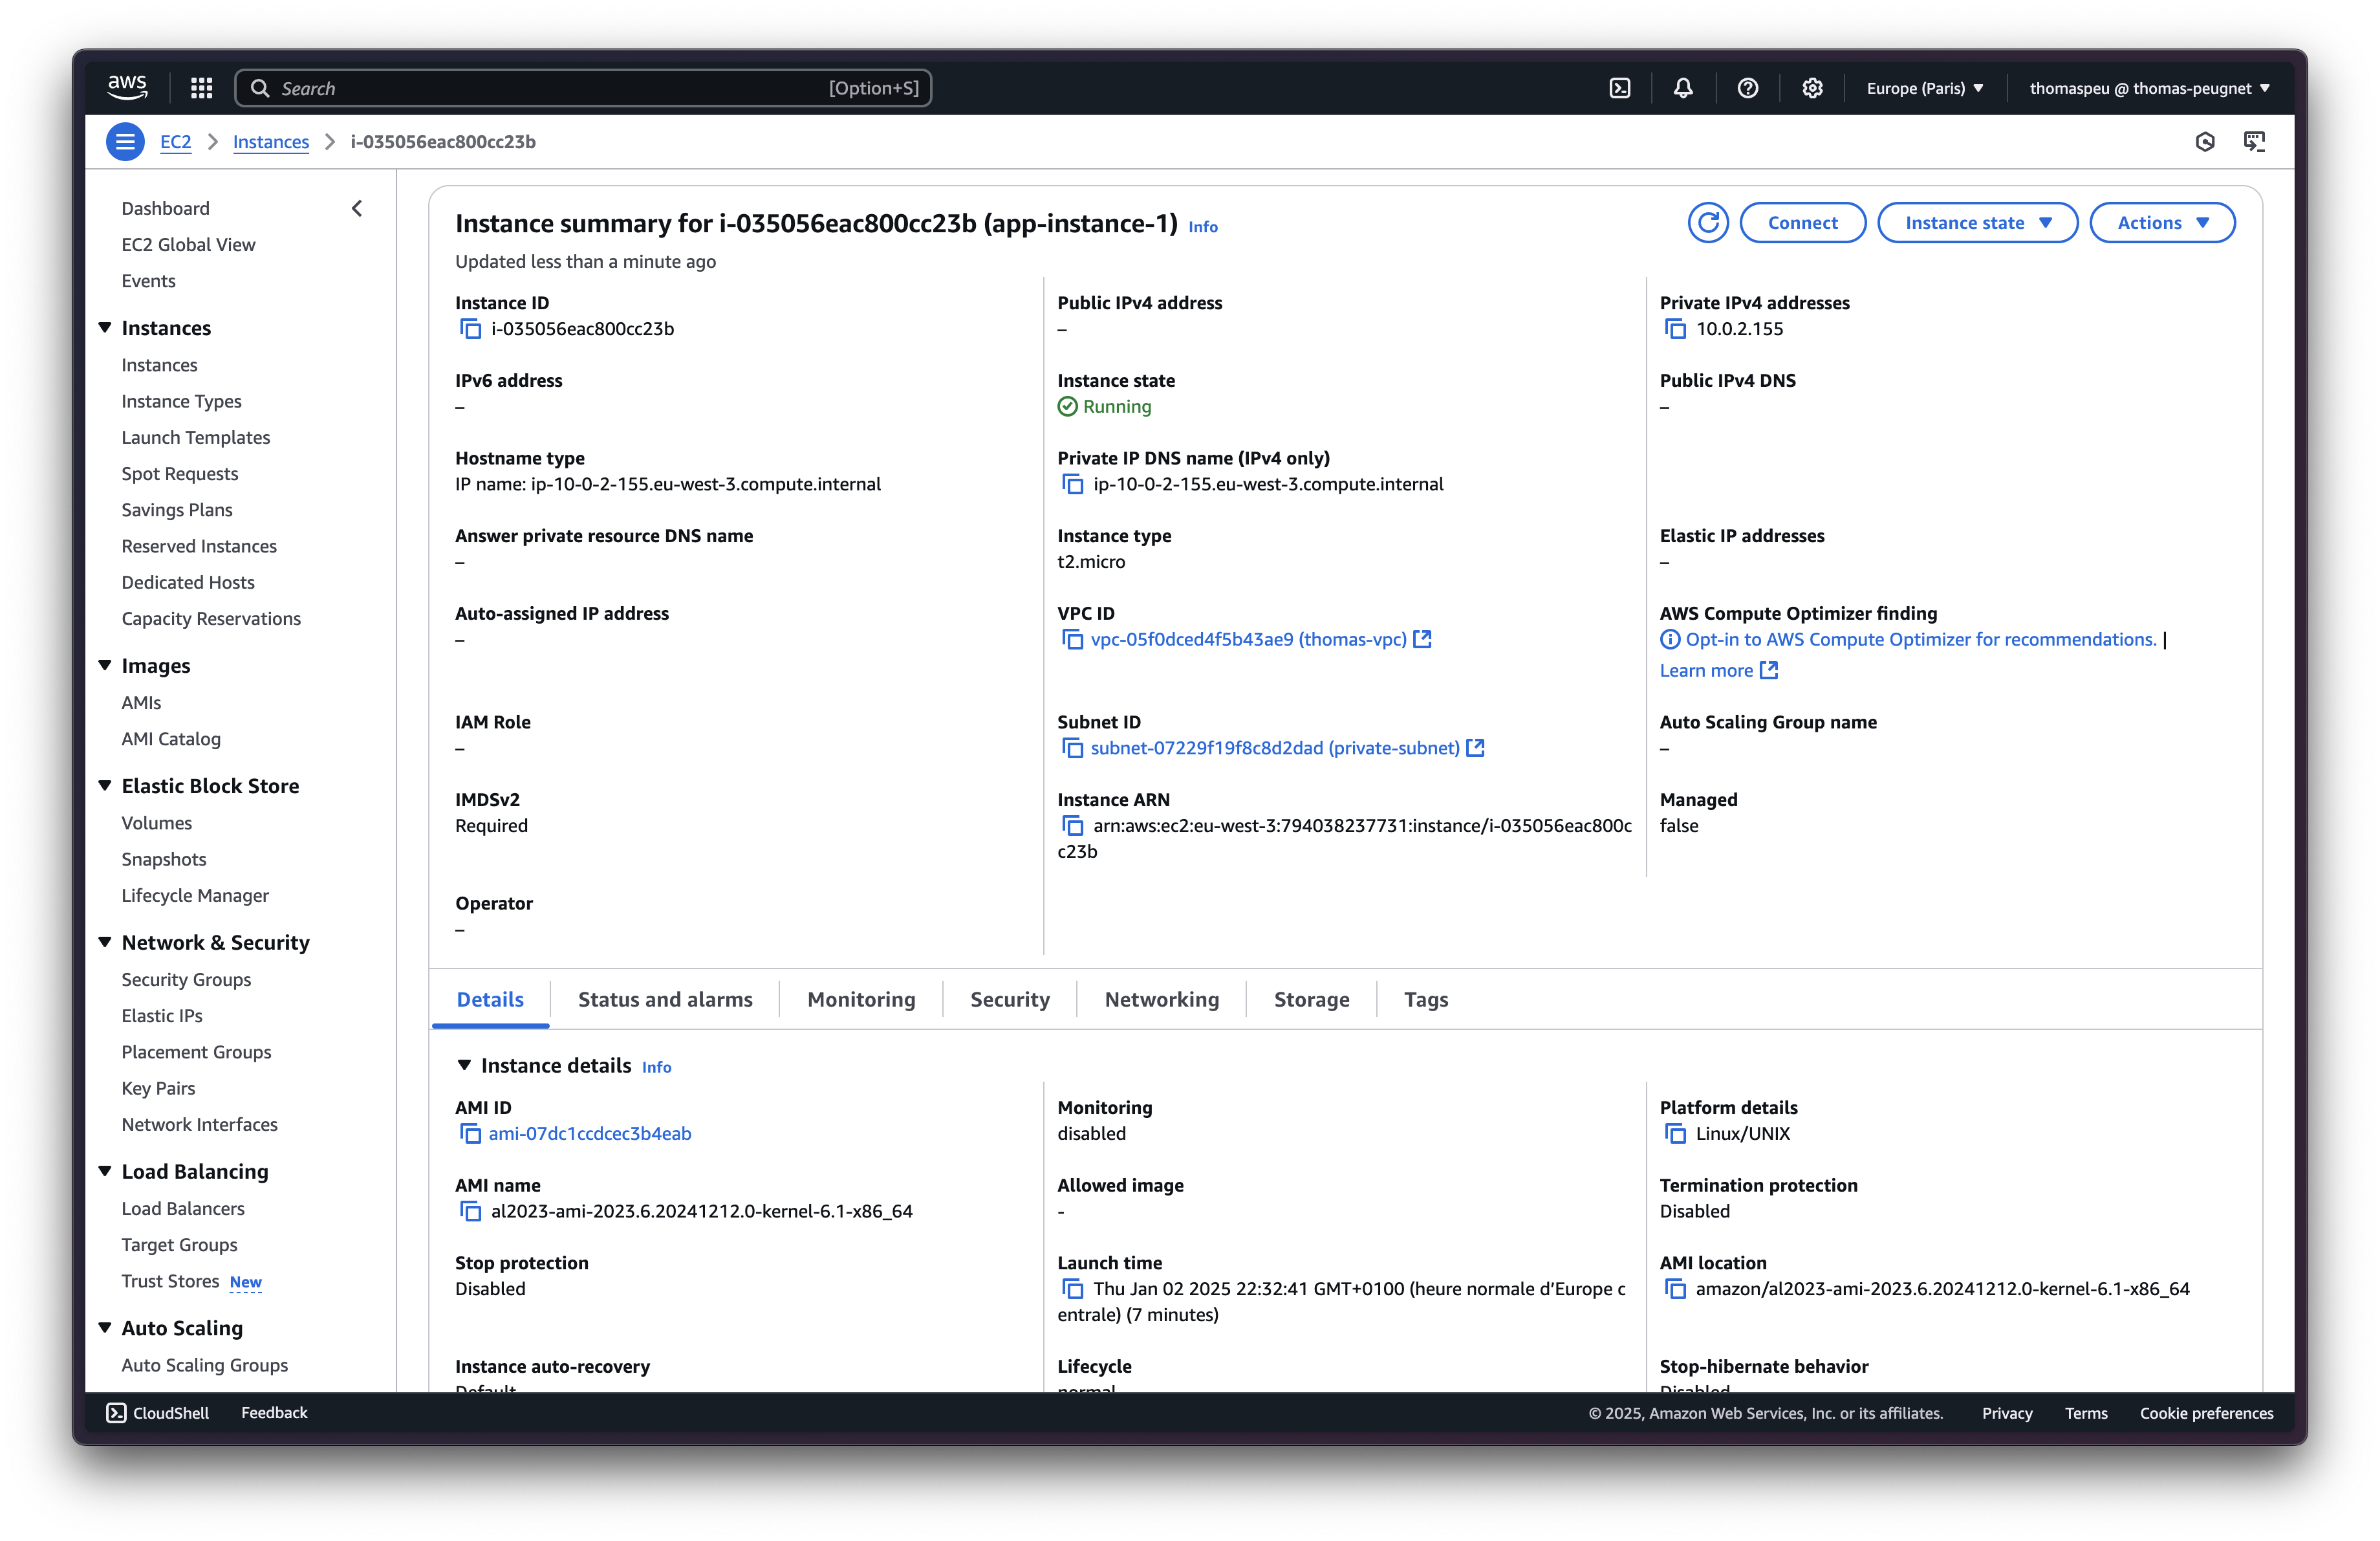 aws
Search [Option+S]
Europe (Paris)
thomaspeu @ thomas-peugnet
EC2 Instances i-035056eac800cc23b
Dashboard
EC2 Global View
Events
Instances
Instances
Instance Types
Launch Templates
Spot Requests
Savings Plans
Reserved Instances
Dedicated Hosts
Capacity Reservations
Images
AMIs
AMI Catalog
Elastic Block Store
Volumes
Snapshots
Lifecycle Manager
Network & Security
Security Groups
Elastic IPs
Placement Groups
Key Pairs
Network Interfaces
Load Balancing
Load Balancers
Target Groups
Trust Stores New
Auto Scaling
Auto Scaling Groups
Instance summary for i-035056eac800cc23b (app-instance-1) Info
Connect
Instance state
Actions
Updated less than a minute ago
Instance ID
i-035056eac800cc23b
Public IPv4 address
–
Private IPv4 addresses
10.0.2.155
IPv6 address
–
Instance state
Running
Public IPv4 DNS
–
Hostname type
IP name: ip-10-0-2-155.eu-west-3.compute.internal
Private IP DNS name (IPv4 only)
ip-10-0-2-155.eu-west-3.compute.internal
Answer private resource DNS name
–
Instance type
t2.micro
Elastic IP addresses
–
Auto-assigned IP address
–
VPC ID
vpc-05f0dced4f5b43ae9 (thomas-vpc)
AWS Compute Optimizer finding
Opt-in to AWS Compute Optimizer for recommendations. |
Learn more
IAM Role
–
Subnet ID
subnet-07229f19f8c8d2dad (private-subnet)
Auto Scaling Group name
–
IMDSv2
Required
Instance ARN
arn:aws:ec2:eu-west-3:794038237731:instance/i-035056eac800c
c23b
Managed
false
Operator
–
Details
Status and alarms
Monitoring
Security
Networking
Storage
Tags
Instance details Info
AMI ID
ami-07dc1ccdcec3b4eab
Monitoring
disabled
Platform details
Linux/UNIX
AMI name
al2023-ami-2023.6.20241212.0-kernel-6.1-x86_64
Allowed image
-
Termination protection
Disabled
Stop protection
Disabled
Launch time
Thu Jan 02 2025 22:32:41 GMT+0100 (heure normale d’Europe c
entrale) (7 minutes)
AMI location
amazon/al2023-ami-2023.6.20241212.0-kernel-6.1-x86_64
Instance auto-recovery
Default
Lifecycle
normal
Stop-hibernate behavior
Disabled
CloudShell
Feedback
© 2025, Amazon Web Services, Inc. or its affiliates.
Privacy
Terms
Cookie preferences